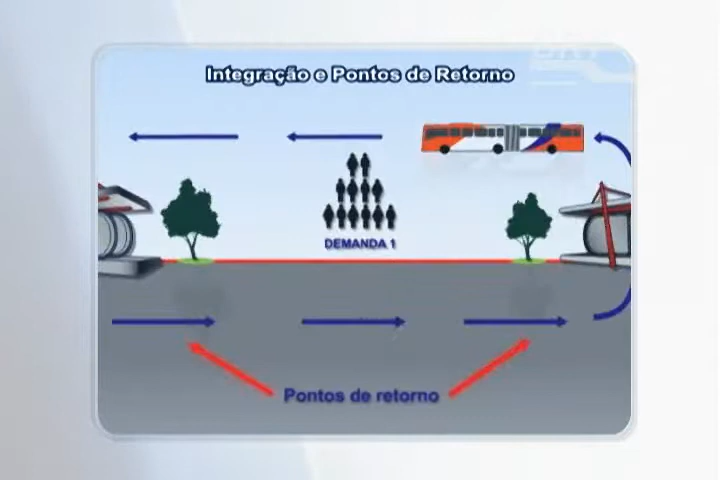 Integração e Pontos de Retorno
DEMANDA 1
Pontos de retorno